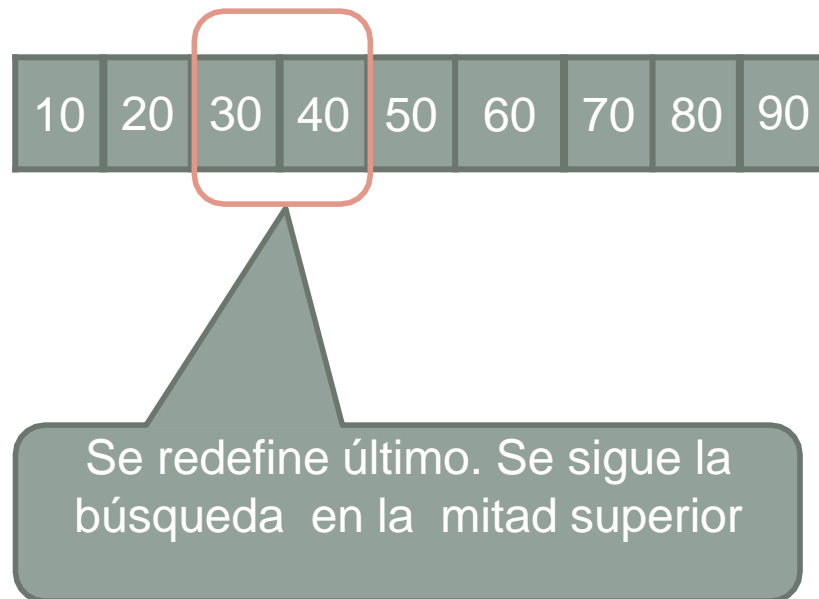 10 20 30 40 50 60 70 80 90
Se redefine último. Se sigue la
búsqueda en la mitad superior